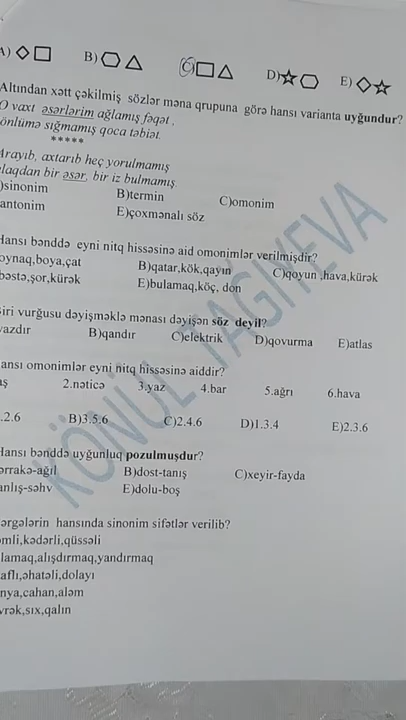 A) B) C) D) E)
Altından xətt çəkilmiş sözlər məna qrupuna görə hansı varianta uyğundur?
O vaxt əsərlərim ağlamış fəqət,
önlümə sığmamış qoca təbiət.
*****
Arayıb, axtarıb heç yorulmamış
laqdan bir əsər, bir iz bulmamış.
)sinonim B)termin C)omonim
antonim E)çoxmənalı söz
Hansı bənddə eyni nitq hissəsinə aid omonimlər verilmişdir?
oynaq,boya,çat B)qatar,kök,qayın C)qoyun ,hava,kürək
bəstə,şor,kürək E)bulamaq,köç, don
iri vurğusu dəyişməklə mənası dəyişən söz deyil?
yazdır B)qandır C)elektrik D)qovurma E)atlas
ansı omonimlər eyni nitq hissəsinə aiddir?
aş 2.nəticə 3.yaz 4.bar 5.ağrı 6.hava
.2.6 B)3.5.6 C)2.4.6 D)1.3.4 E)2.3.6
Hansı bənddə uyğunluq pozulmuşdur?
ərrakə-ağıl B)dost-tanış C)xeyir-fayda
anlış-səhv E)dolu-boş
ərgələrin hansında sinonim sifətlər verilib?
əmli,kədərli,qüssəli
lamaq,alışdırmaq,yandırmaq
aflı,əhatəli,dolayı
nya,cahan,aləm
vrək,sıx,qalın
KÖNÜL TAGIYEVA